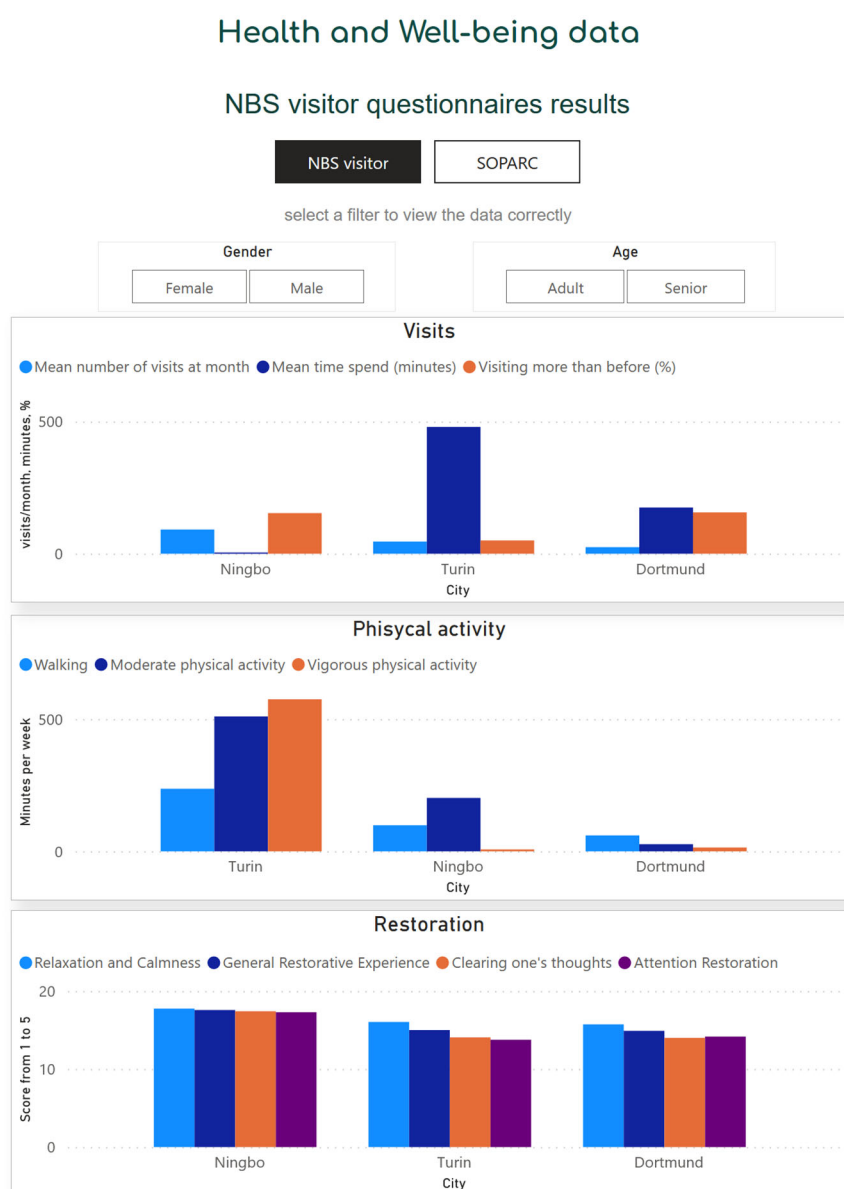 Health and Well-being data
NBS visitor questionnaires results
NBS visitor
SOPARC
select a filter to view the data correctly
Gender
Female
Male
Age
Adult
Senior
Visits
Mean number of visits at month
Mean time spend (minutes)
Visiting more than before (%)
visits/month, minutes, %
500
0
Ningbo
Turin
Dortmund
City
Phisycal activity
Walking
Moderate physical activity
Vigorous physical activity
Minutes per week
500
0
Turin
Ningbo
Dortmund
City
Restoration
Relaxation and Calmness
General Restorative Experience
Clearing one's thoughts
Attention Restoration
Score from 1 to 5
20
10
0
Ningbo
Turin
Dortmund
City